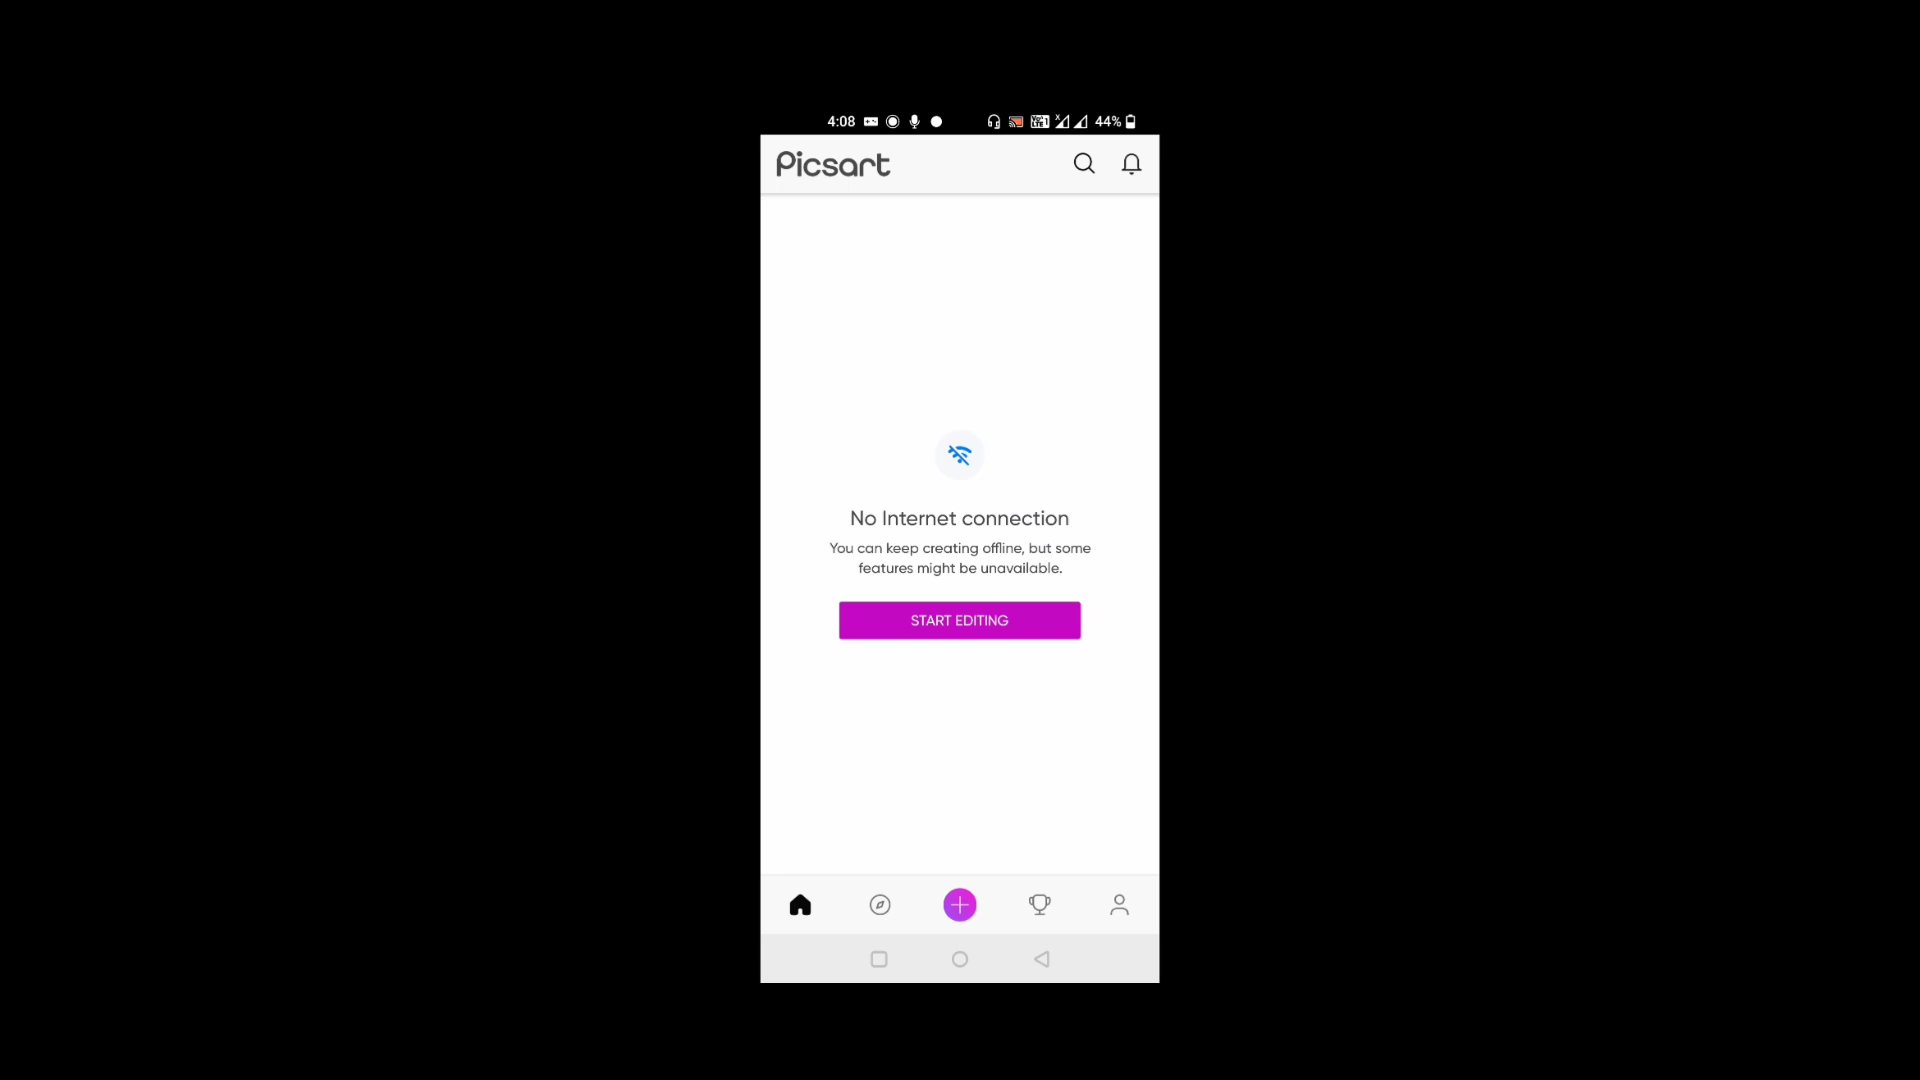 4:08 44%
Picsart
No Internet connection
You can keep creating offline, but some
features might be unavailable.
START EDITING